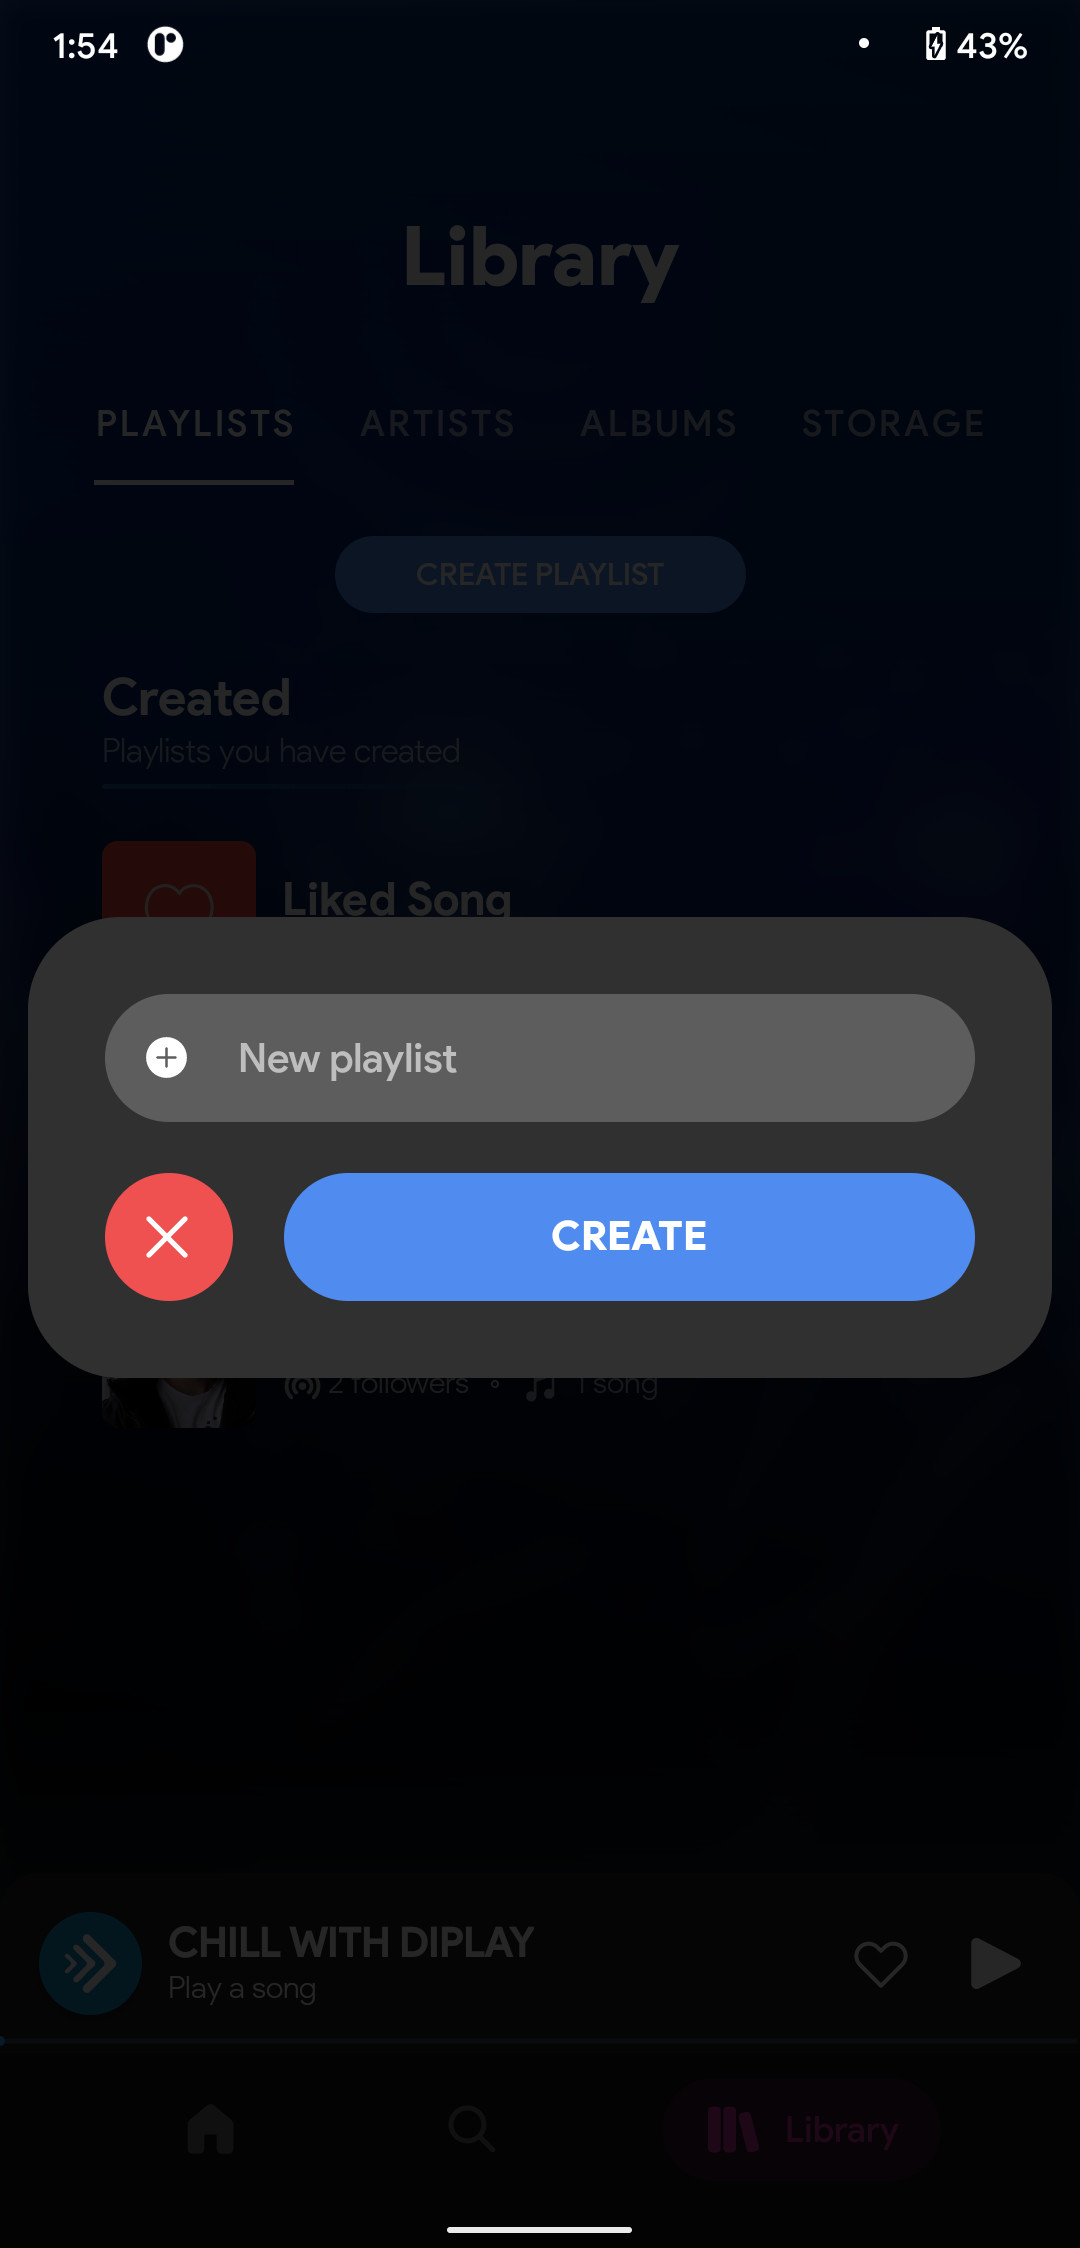 1:54
43%
Library
PLAYLISTS ARTISTS ALBUMS STORAGE
CREATE PLAYLIST
Created
Playlists you have created
Liked Song
New playlist
CREATE
2 followers 1 song
CHILL WITH DIPLAY
Play a song
Library